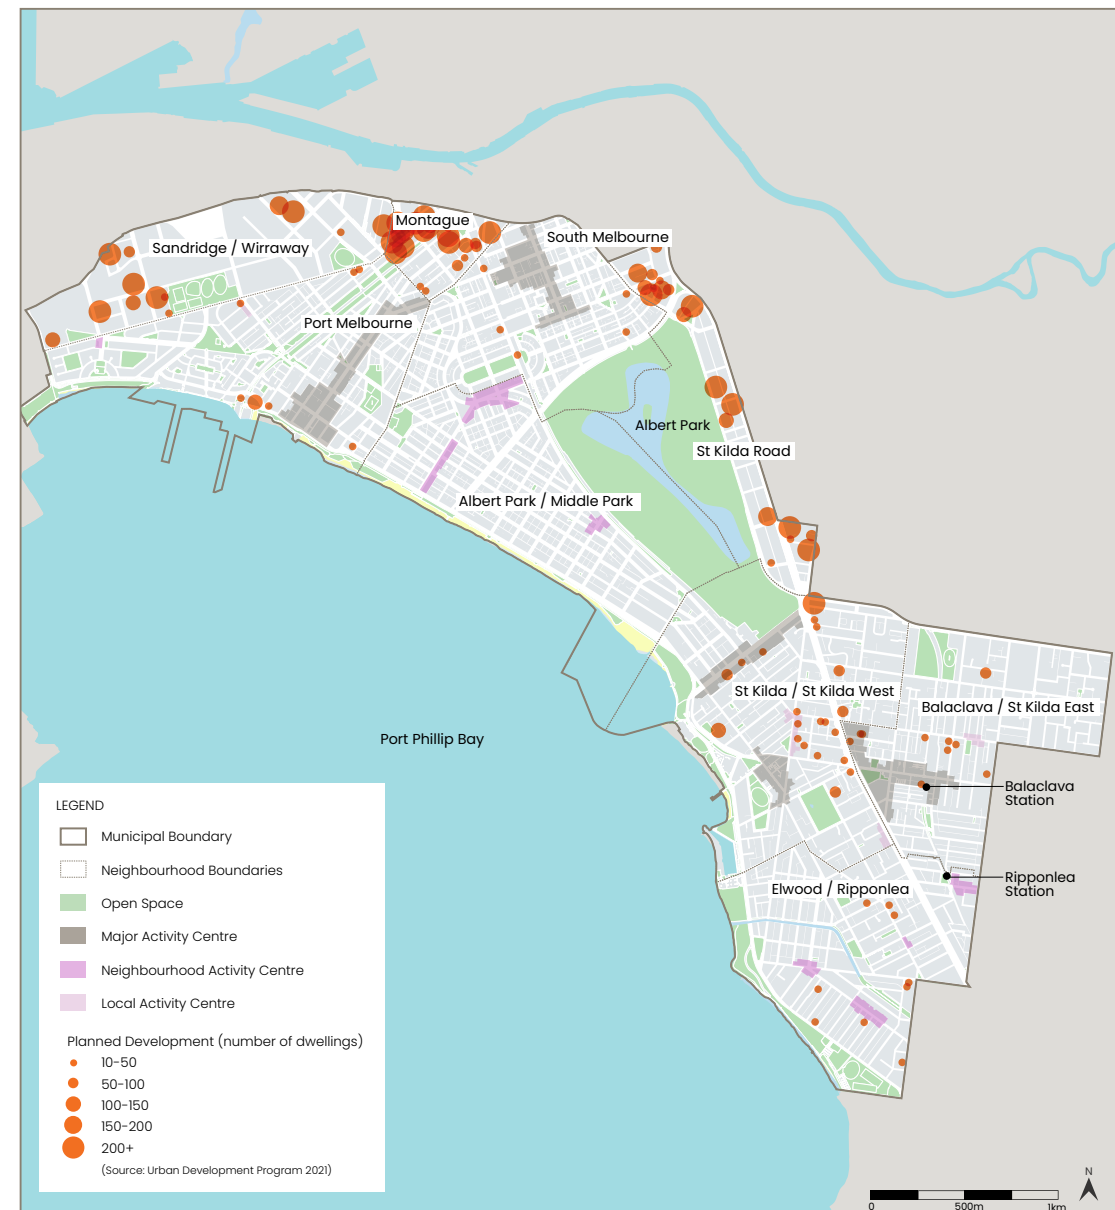 Montague
South Melbourne
Sandridge / Wirraway
Port Melbourne
Albert Park
St Kilda Road
Albert Park / Middle Park
St Kilda / St Kilda West
Balaclava / St Kilda East
Port Phillip Bay
Balaclava
Station
Ripponlea
Station
Elwood / Ripponlea
LEGEND
Municipal Boundary
Neighbourhood Boundaries
Open Space
Major Activity Centre
Neighbourhood Activity Centre
Local Activity Centre
Planned Development (number of dwellings)
10-50
50-100
100-150
150-200
200+
(Source: Urban Development Program 2021)
N
0 500m 1km